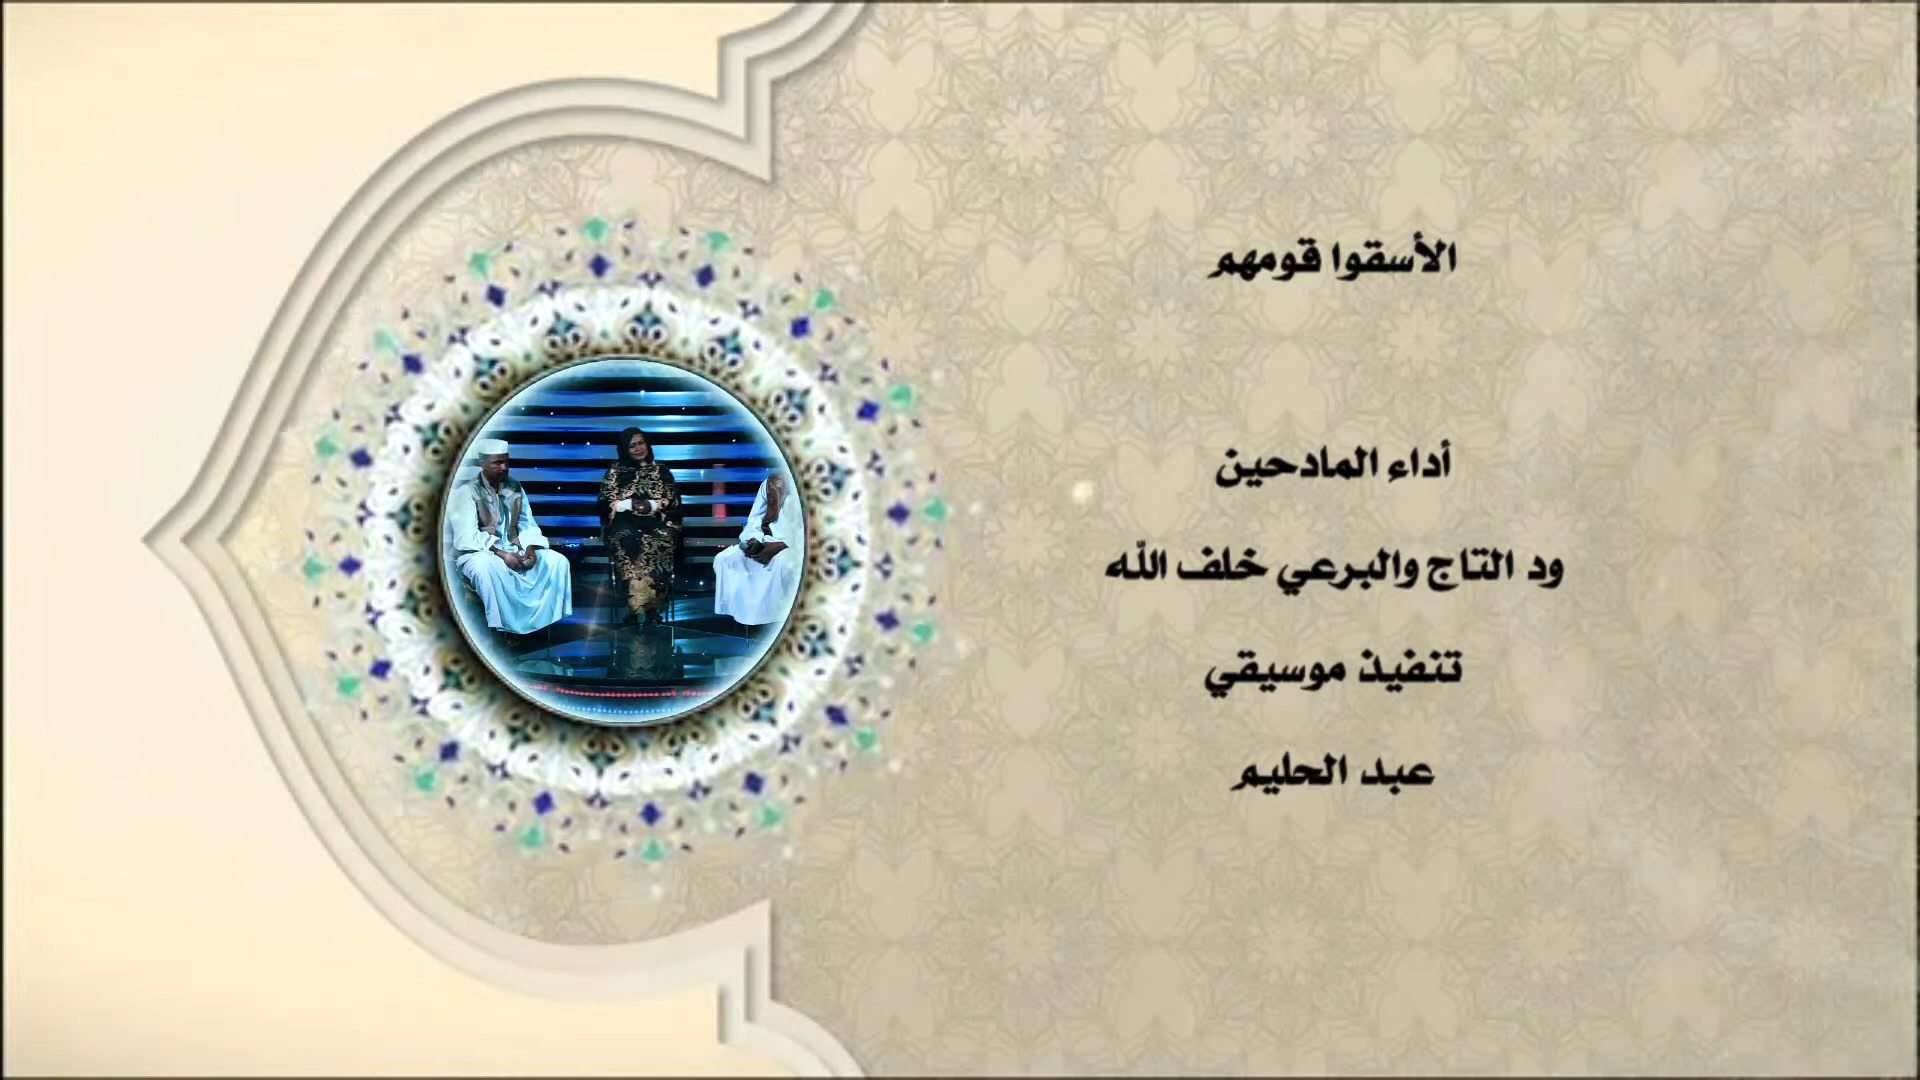 الأسقوا قومهم
أداء المادحين
ود التاج والبرعي خلف الله
تنفيذ موسيقي
عبد الحليم